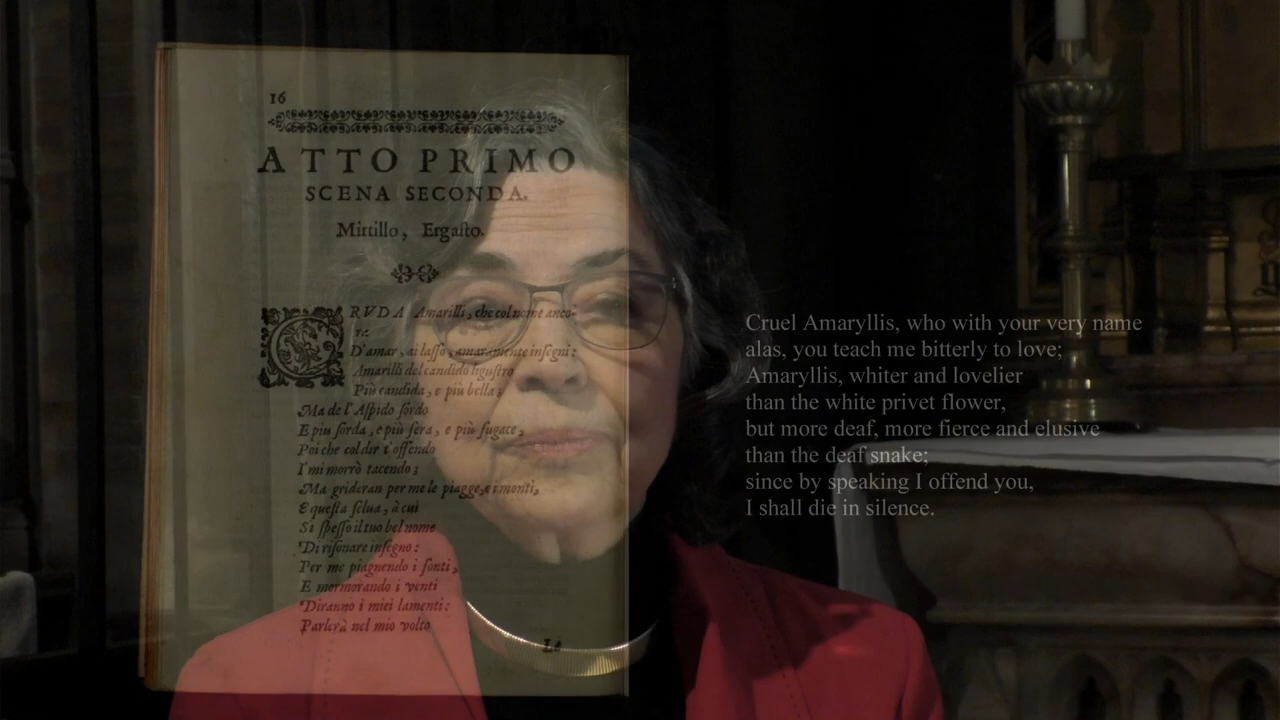 16
ATTO PRIMO
SCENA SECONDA.
Mirtillo, Ergaſto.
CRVDA Amarilli, che col nome anco-
ra
D'amar, ai laſſo, amaramente inſegni:
Amarilli del candido liguſtro
Più candida, e più bella;
Ma de l'Aſpido ſordo
E piu ſorda, e più fera, e più fugace,
Poi che col dir t'offendo
I' mi morrò tacendo;
Ma grideran per me le piagge, e i monti,
E queſta ſelua, à cui
Si ſpeſſo il tuo bel nome
Di riſonare inſegno:
Per me piagnendo i fonti,
E mormorando i venti
Diranno i miei lamenti:
Parlerà nel mio volto
La
Cruel Amaryllis, who with your very name
alas, you teach me bitterly to love;
Amaryllis, whiter and lovelier
than the white privet flower,
but more deaf, more fierce and elusive
than the deaf snake;
since by speaking I offend you,
I shall die in silence.